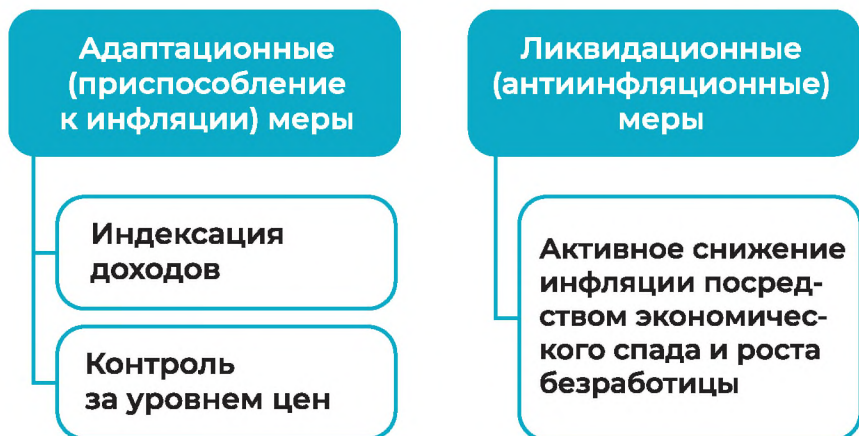 Адаптационные
(приспособление
к инфляции) меры
Индексация
доходов
Контроль
за уровнем цен
Ликвидационные
(антиинфляционные)
меры
Активное снижение
инфляции посред-
ством экономичес-
кого спада и роста
безработицы